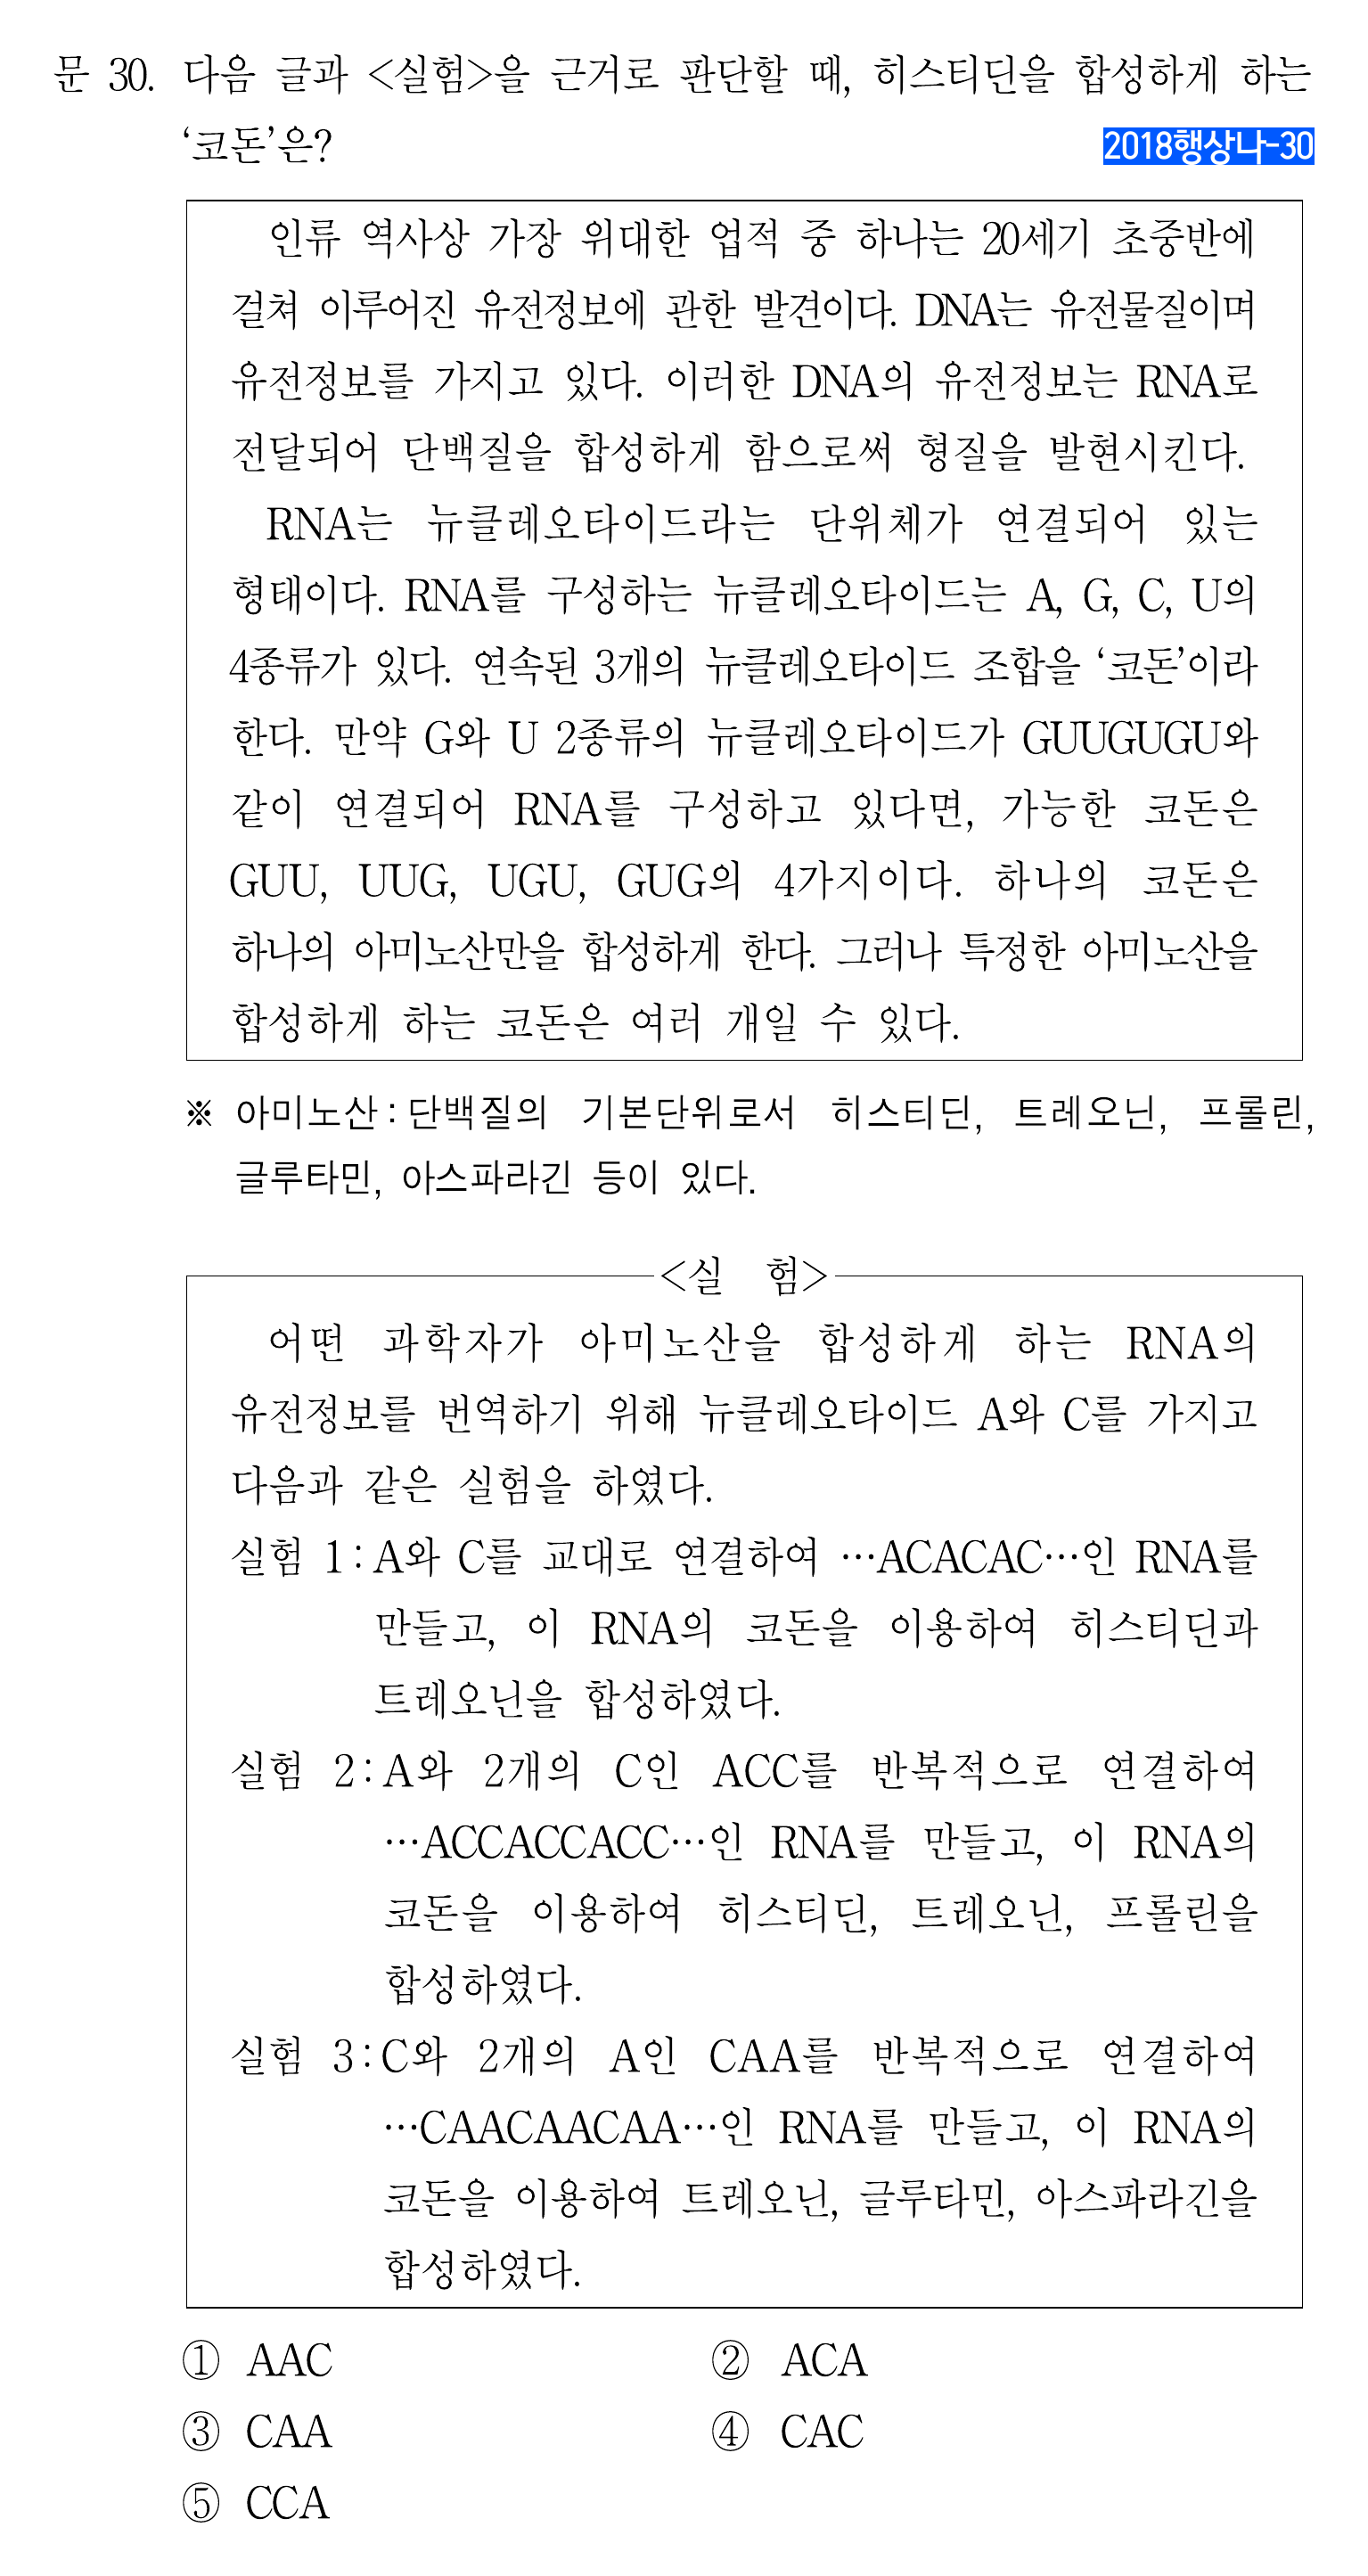 문 30. 다음 글과 <실험>을 근거로 판단할 때, 히스티딘을 합성하게 하는
‘코돈’은?
2018행상나-30
인류 역사상 가장 위대한 업적 중 하나는 20세기 초중반에
걸쳐 이루어진 유전정보에 관한 발견이다. DNA는 유전물질이며
유전정보를 가지고 있다. 이러한 DNA의 유전정보는 RNA로
전달되어 단백질을 합성하게 함으로써 형질을 발현시킨다.
RNA는 뉴클레오타이드라는 단위체가 연결되어 있는
형태이다. RNA를 구성하는 뉴클레오타이드는 A, G, C, U의
4종류가 있다. 연속된 3개의 뉴클레오타이드 조합을 ‘코돈’이라
한다. 만약 G와 U 2종류의 뉴클레오타이드가 GUUGUGU와
같이 연결되어 RNA를 구성하고 있다면, 가능한 코돈은
GUU, UUG, UGU, GUG의 4가지이다. 하나의 코돈은
하나의 아미노산만을 합성하게 한다. 그러나 특정한 아미노산을
합성하게 하는 코돈은 여러 개일 수 있다.
※ 아미노산 : 단백질의 기본단위로서 히스티딘, 트레오닌, 프롤린,
글루타민, 아스파라긴 등이 있다.
<실 험>
어떤 과학자가 아미노산을 합성하게 하는 RNA의
유전정보를 번역하기 위해 뉴클레오타이드 A와 C를 가지고
다음과 같은 실험을 하였다.
실험 1 : A와 C를 교대로 연결하여 …ACACAC…인 RNA를
만들고, 이 RNA의 코돈을 이용하여 히스티딘과
트레오닌을 합성하였다.
실험 2 : A와 2개의 C인 ACC를 반복적으로 연결하여
…ACCACCACC…인 RNA를 만들고, 이 RNA의
코돈을 이용하여 히스티딘, 트레오닌, 프롤린을
합성하였다.
실험 3 : C와 2개의 A인 CAA를 반복적으로 연결하여
…CAACAACAA…인 RNA를 만들고, 이 RNA의
코돈을 이용하여 트레오닌, 글루타민, 아스파라긴을
합성하였다.
① AAC ② ACA
③ CAA ④ CAC
⑤ CCA